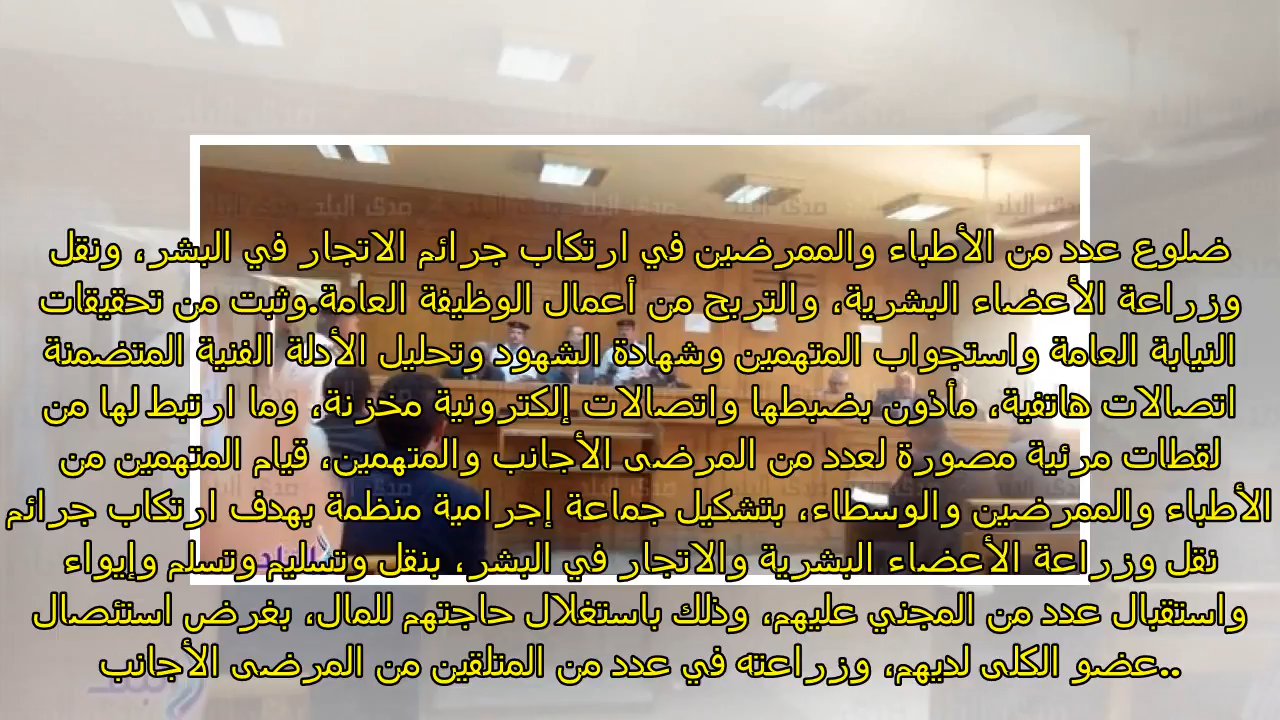 صدى البلد
ضلوع عدد من الأطباء والممرضين في ارتكاب جرائم الاتجار في البشر، ونقل
وزراعة الأعضاء البشرية، والتربح من أعمال الوظيفة العامة.وثبت من تحقيقات
النيابة العامة واستجواب المتهمين وشهادة الشهود وتحليل الأدلة الفنية المتضمنة
اتصالات هاتفية، مأذون بضبطها واتصالات إلكترونية مخزنة، وما ارتبط لها من
لقطات مرئية مصورة لعدد من المرضى الأجانب والمتهمين، قيام المتهمين من
الأطباء والممرضين والوسطاء، بتشكيل جماعة إجرامية منظمة بهدف ارتكاب جرائم
نقل وزراعة الأعضاء البشرية والاتجار في البشر، بنقل وتسليم وتسلم وإيواء
واستقبال عدد من المجني عليهم، وذلك باستغلال حاجتهم للمال، بغرض استئصال
..عضو الكلى لديهم، وزراعته في عدد من المتلقين من المرضى الأجانب